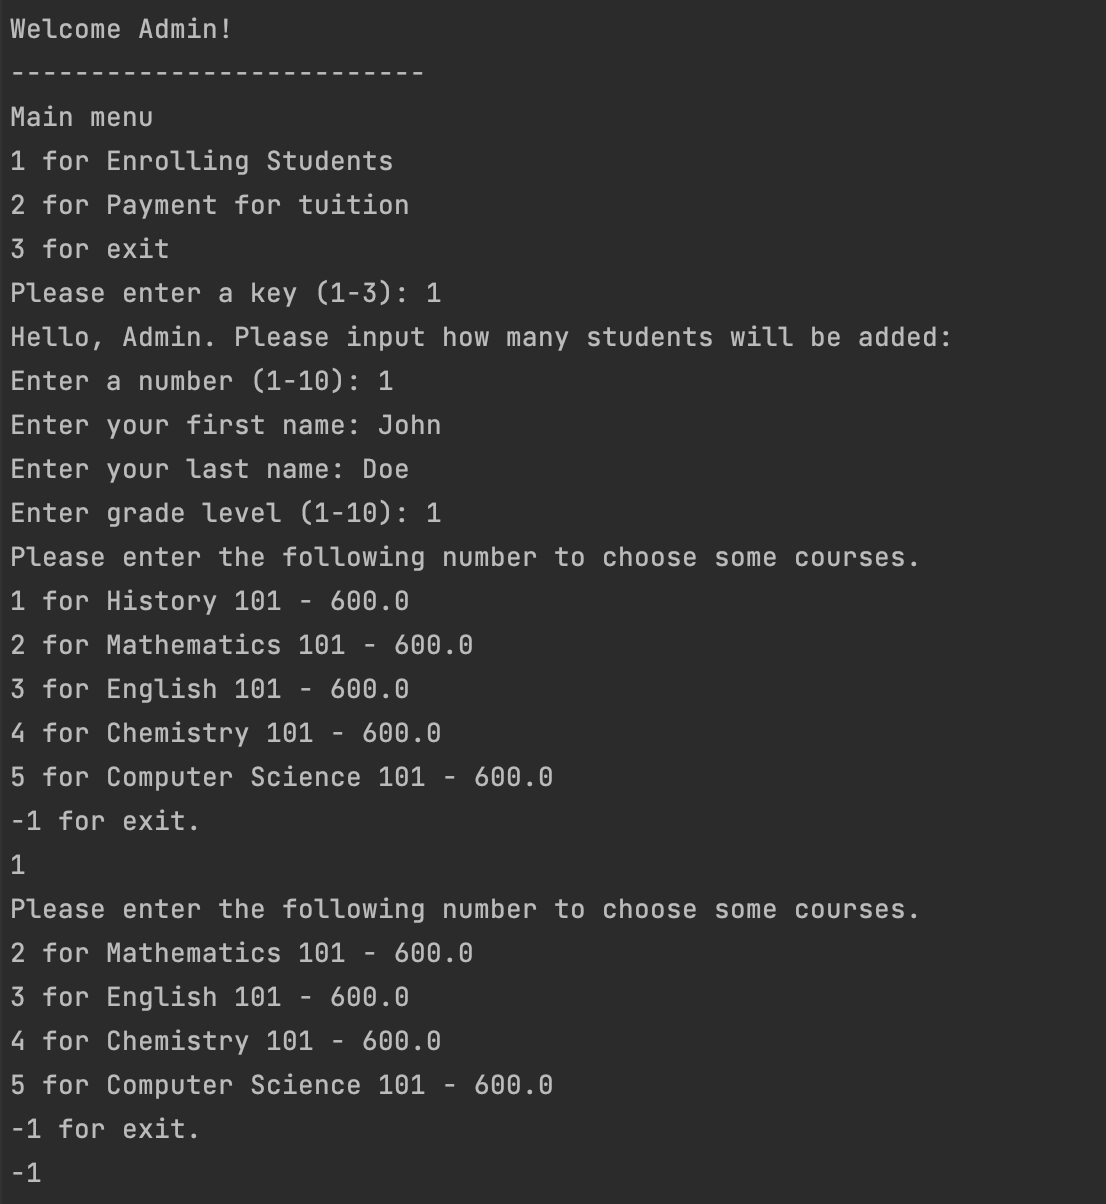 Welcome Admin!
--------------------------
Main menu
1 for Enrolling Students
2 for Payment for tuition
3 for exit
Please enter a key (1-3): 1
Hello, Admin. Please input how many students will be added:
Enter a number (1-10): 1
Enter your first name: John
Enter your last name: Doe
Enter grade level (1-10): 1
Please enter the following number to choose some courses.
1 for History 101 - 600.0
2 for Mathematics 101 - 600.0
3 for English 101 - 600.0
4 for Chemistry 101 - 600.0
5 for Computer Science 101 - 600.0
-1 for exit.
1
Please enter the following number to choose some courses.
2 for Mathematics 101 - 600.0
3 for English 101 - 600.0
4 for Chemistry 101 - 600.0
5 for Computer Science 101 - 600.0
-1 for exit.
-1